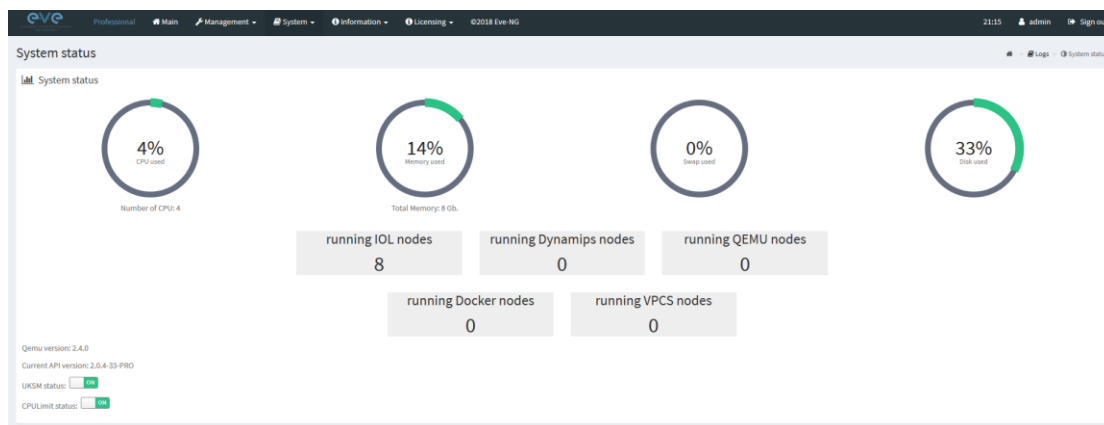 eve Professional Main Management System Information Licensing ©2018 Eve-NG 21:15 admin Sign ou
System status Logs System statu
System status
4% 14% 0% 33%
CPU used Memory used Swap used Disk used
Number of CPU: 4 Total Memory: 8 Gb.
running IOL nodes running Dynamips nodes running QEMU nodes
8 0 0
running Docker nodes running VPCS nodes
0 0
Qemu version: 2.4.0
Current API version: 2.0.4-33-PRO
UKSM status: ON
CPULimit status: ON